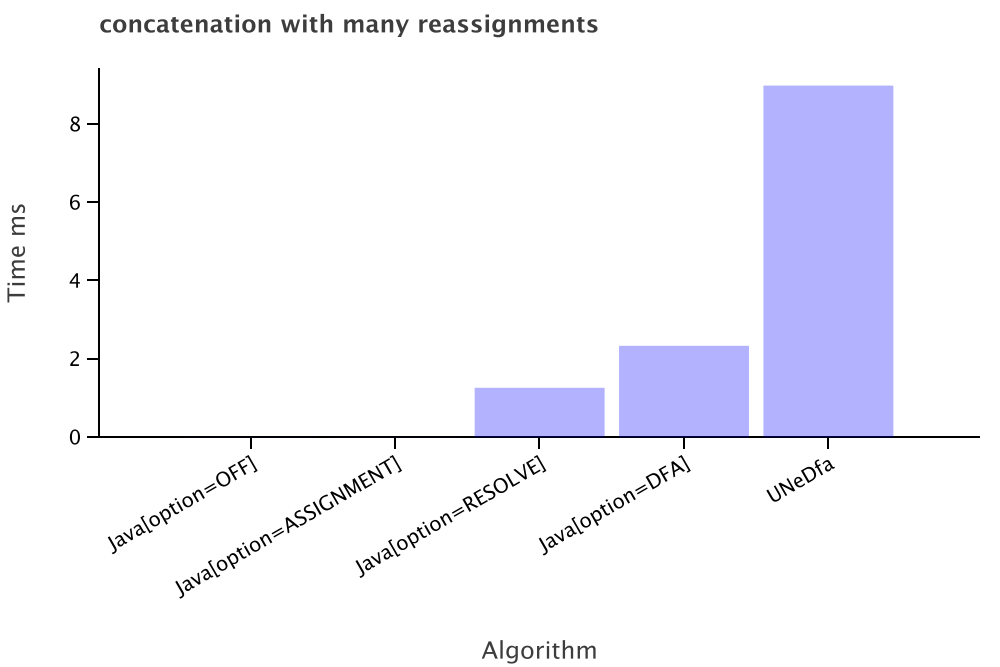 concatenation with many reassignments
Time ms
8
6
4
2
0
Java[option=OFF]
Java[option=ASSIGNMENT]
Java[option=RESOLVE]
Java[option=DFA]
UNeDfa
Algorithm